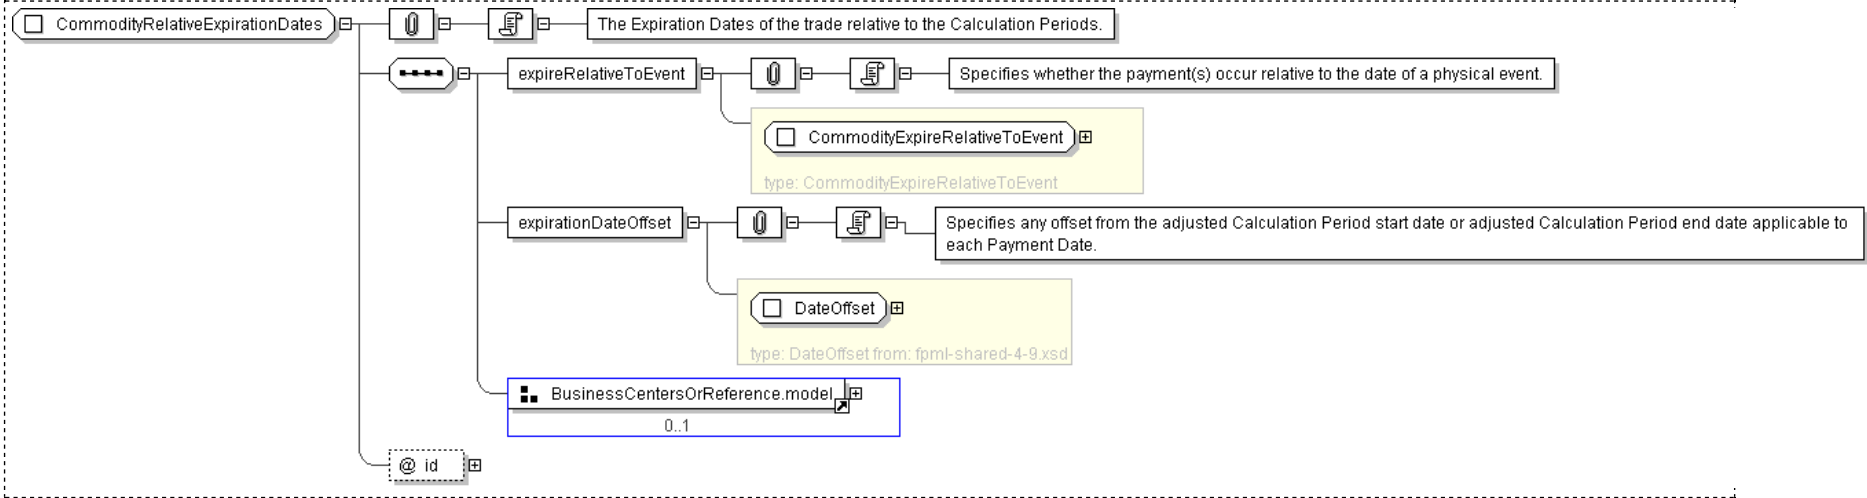 CommodityRelativeExpirationDates
The Expiration Dates of the trade relative to the Calculation Periods.
expireRelativeToEvent
Specifies whether the payment(s) occur relative to the date of a physical event.
CommodityExpireRelativeToEvent
type: CommodityExpireRelativeToEvent
expirationDateOffset
Specifies any offset from the adjusted Calculation Period start date or adjusted Calculation Period end date applicable to
each Payment Date.
DateOffset
type: DateOffset from: fpml-shared-4-9.xsd
BusinessCentersOrReference.model
0..1
@ id